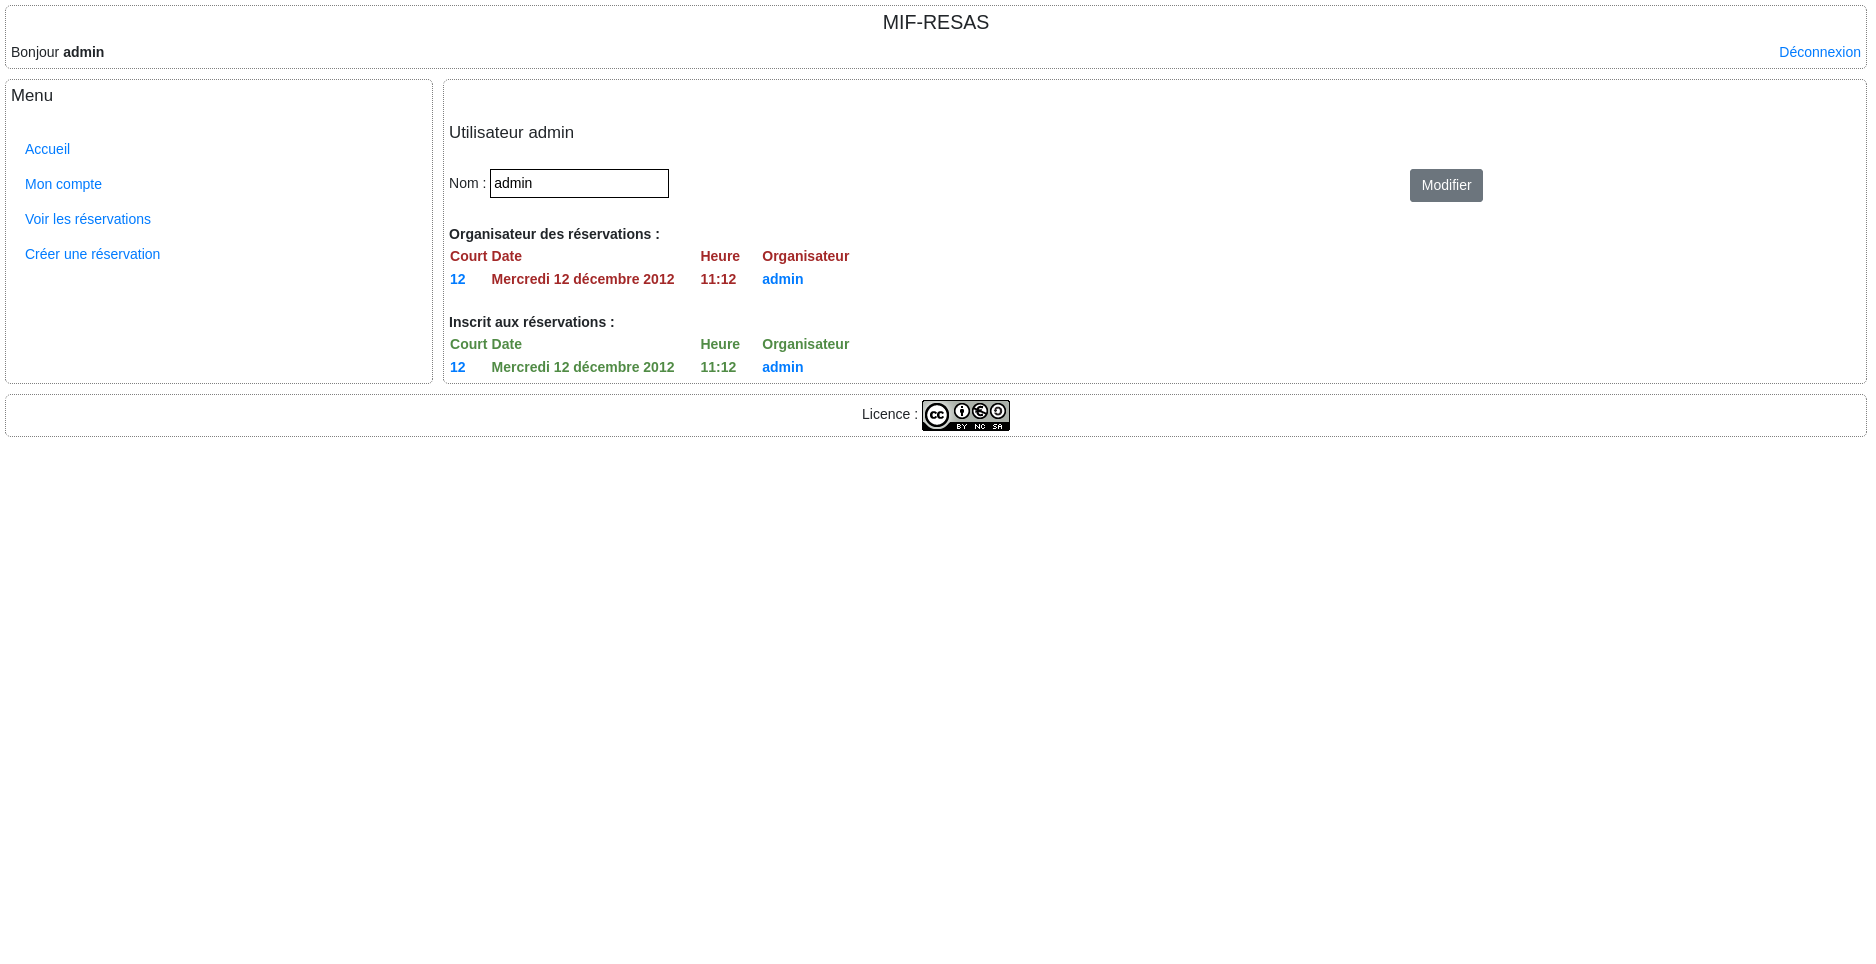 MIF-RESAS
Bonjour admin
Déconnexion
Menu
Accueil
Mon compte
Voir les réservations
Créer une réservation
Utilisateur admin
Nom : admin
Modifier
Organisateur des réservations :
Court Date Heure Organisateur
12 Mercredi 12 décembre 2012 11:12 admin
Inscrit aux réservations :
Court Date Heure Organisateur
12 Mercredi 12 décembre 2012 11:12 admin
Licence : cc BY NC SA